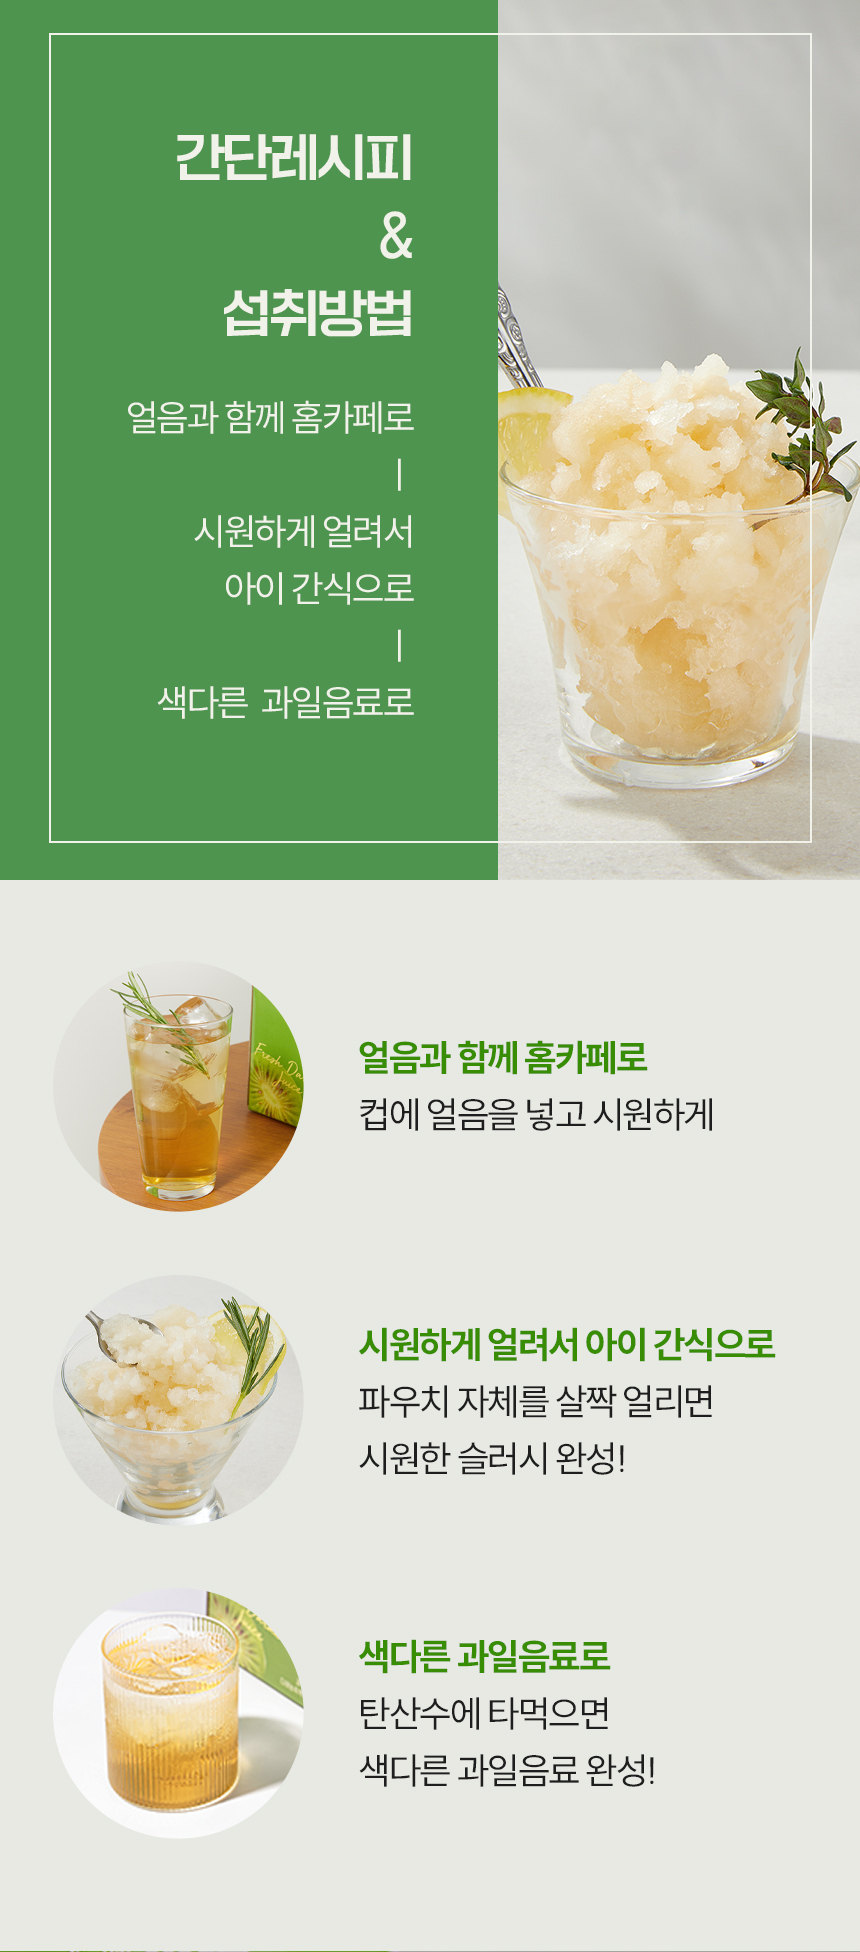 간단레시피
&
섭취방법
얼음과 함께 홈카페로
|
시원하게 얼려서
아이 간식으로
|
색다른 과일음료로
Fresh Da
Juice
얼음과 함께 홈카페로
컵에 얼음을 넣고 시원하게
시원하게 얼려서 아이 간식으로
파우치 자체를 살짝 얼리면
시원한 슬러시 완성!
색다른 과일음료로
탄산수에 타먹으면
색다른 과일음료 완성!